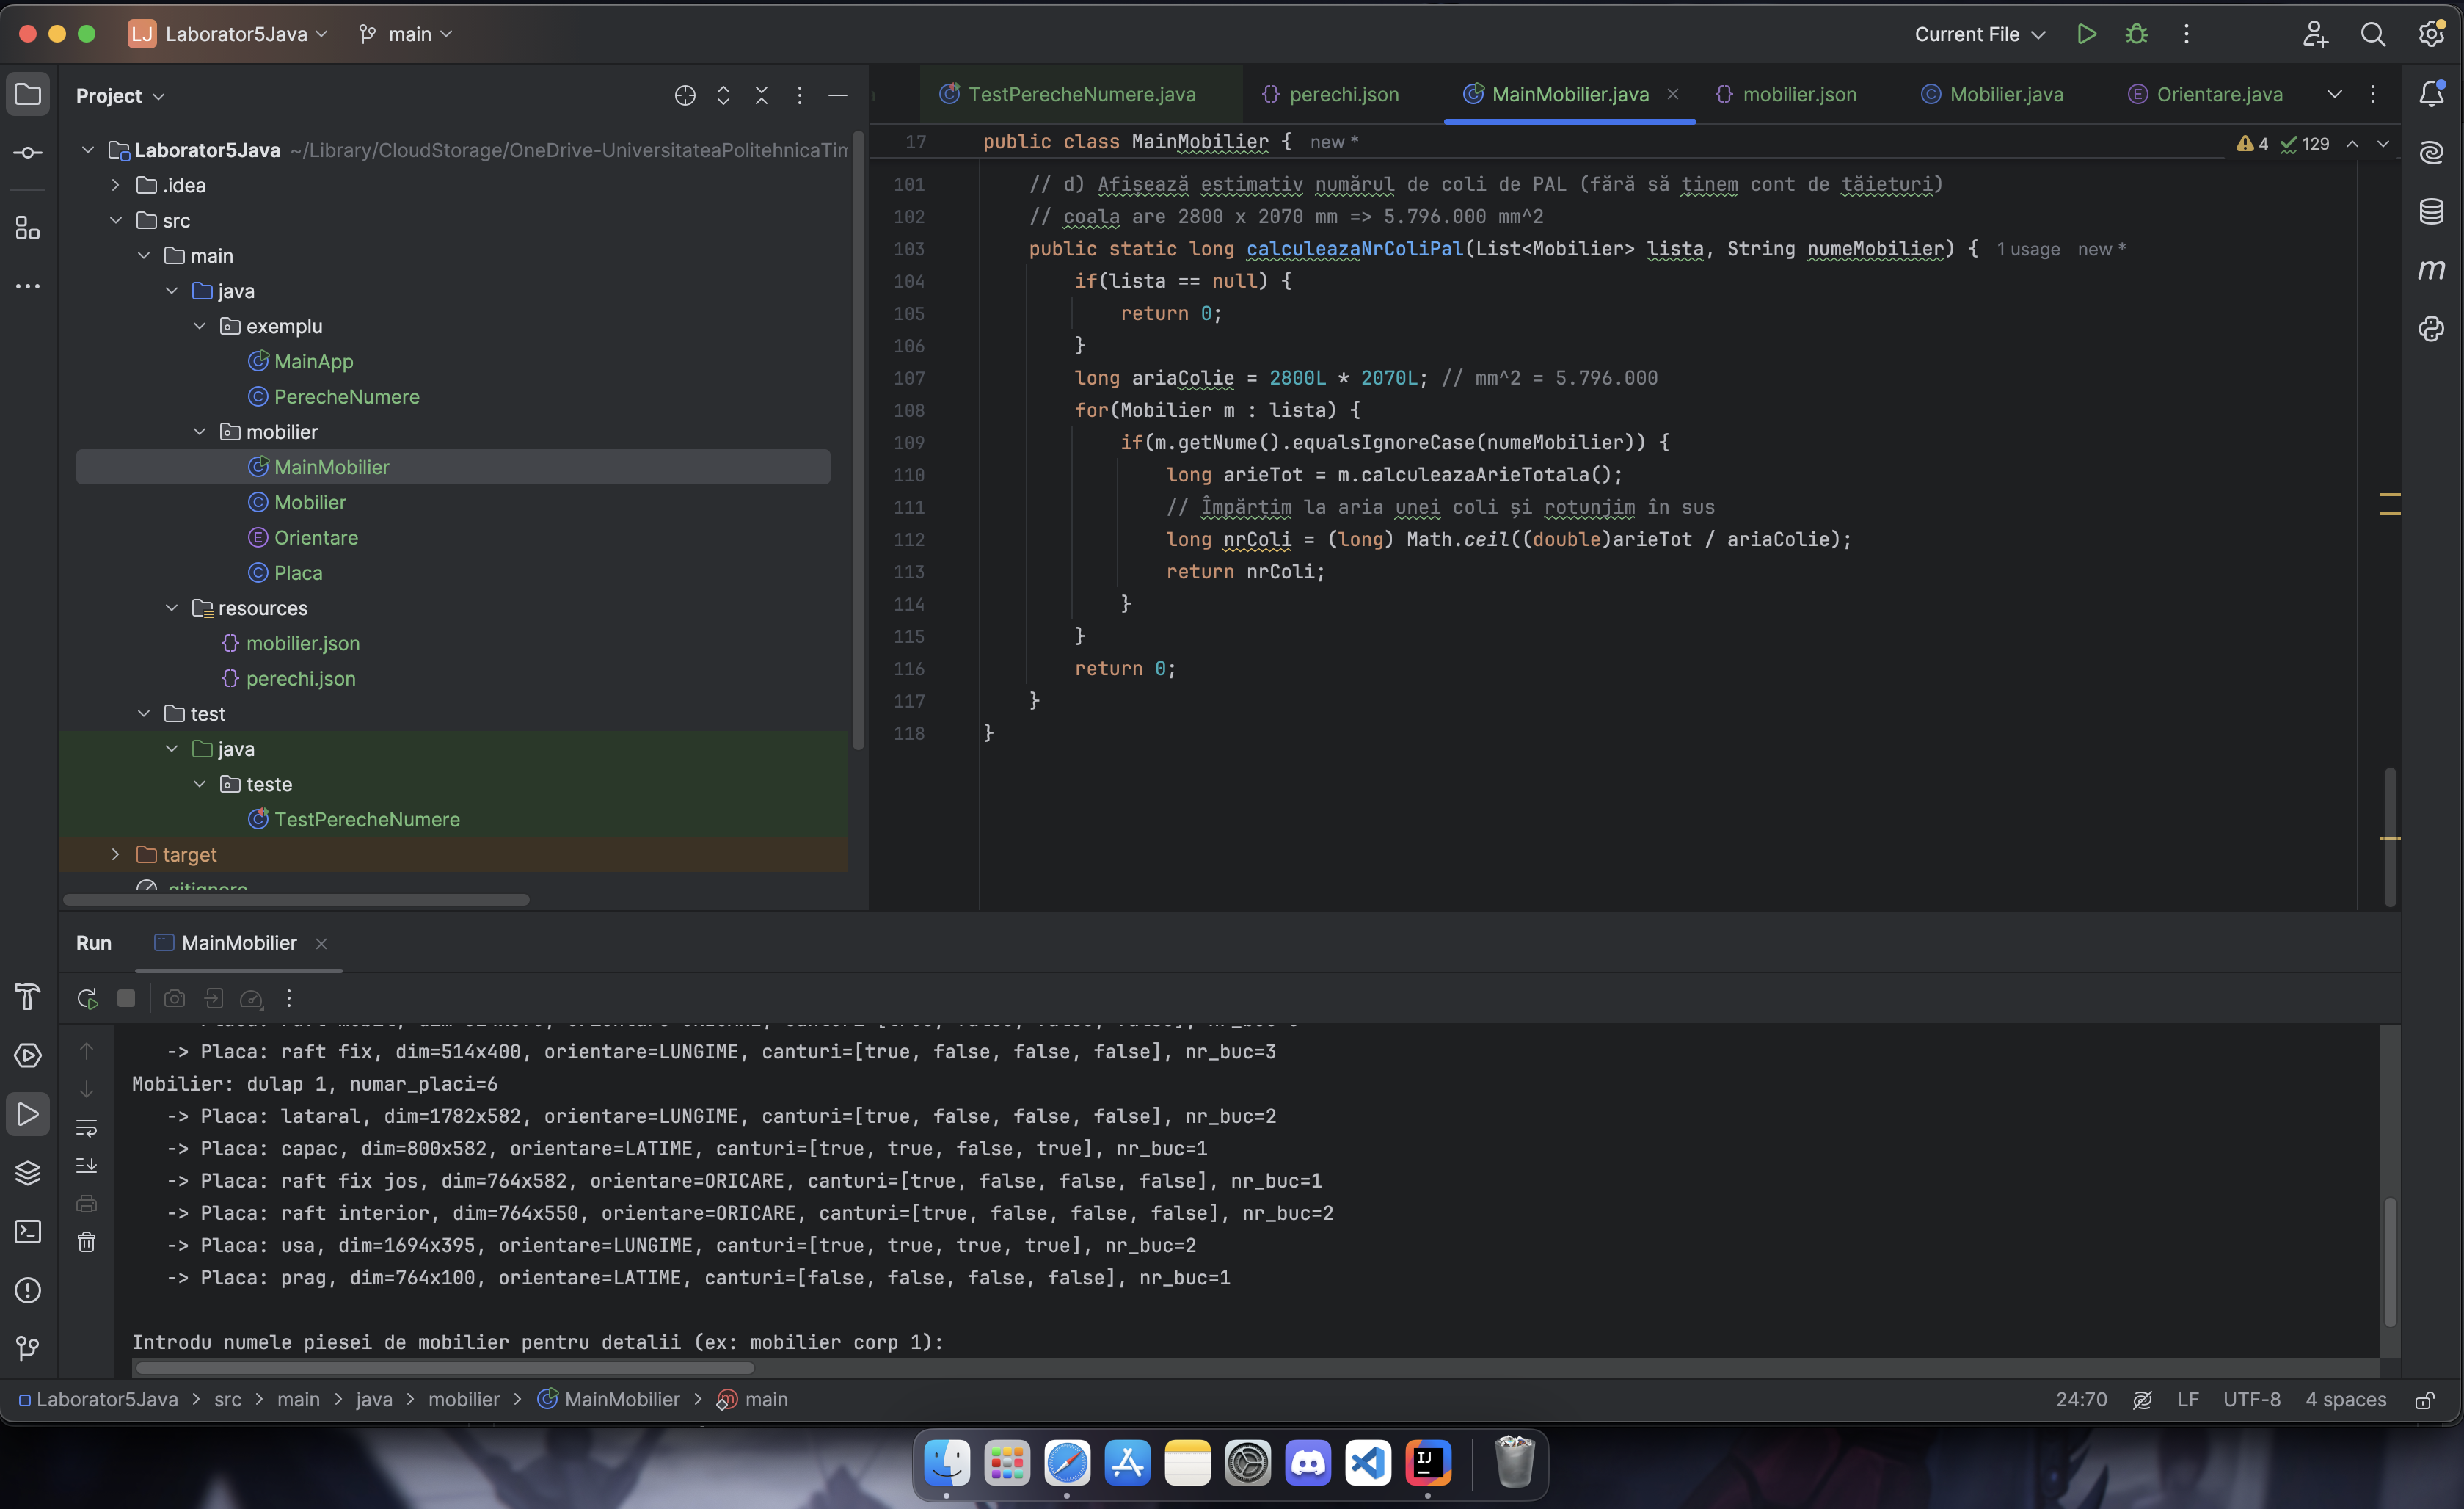 LJ Laborator5Java main Current File
Project
TestPerecheNumere.java perechi.json MainMobilier.java mobilier.json Mobilier.java Orientare.java
Laborator5Java ~/Library/CloudStorage/OneDrive-UniversitateaPolitehnicaTim
.idea
src
main
java
exemplu
MainApp
PerecheNumere
mobilier
MainMobilier
Mobilier
Orientare
Placa
resources
mobilier.json
perechi.json
test
java
teste
TestPerecheNumere
target
.gitignore
17 public class MainMobilier { new * 4 129
101 // d) Afișează estimativ numărul de coli de PAL (fără să ținem cont de tăieturi)
102 // coala are 2800 x 2070 mm => 5.796.000 mm^2
103 public static long calculeazaNrColiPal(List<Mobilier> lista, String numeMobilier) { 1 usage new *
104 if(lista == null) {
105 return 0;
106 }
107 long ariaColie = 2800L * 2070L; // mm^2 = 5.796.000
108 for(Mobilier m : lista) {
109 if(m.getNume().equalsIgnoreCase(numeMobilier)) {
110 long arieTot = m.calculeazaArieTotala();
111 // Împărțim la aria unei coli și rotunjim în sus
112 long nrColi = (long) Math.ceil((double)arieTot / ariaColie);
113 return nrColi;
114 }
115 }
116 return 0;
117 }
118 }
Run MainMobilier
-> Placa: raft fix, dim=514x400, orientare=LUNGIME, canturi=[true, false, false, false], nr_buc=3
Mobilier: dulap 1, numar_placi=6
-> Placa: lataral, dim=1782x582, orientare=LUNGIME, canturi=[true, false, false, false], nr_buc=2
-> Placa: capac, dim=800x582, orientare=LATIME, canturi=[true, true, false, true], nr_buc=1
-> Placa: raft fix jos, dim=764x582, orientare=ORICARE, canturi=[true, false, false, false], nr_buc=1
-> Placa: raft interior, dim=764x550, orientare=ORICARE, canturi=[true, false, false, false], nr_buc=2
-> Placa: usa, dim=1694x395, orientare=LUNGIME, canturi=[true, true, true, true], nr_buc=2
-> Placa: prag, dim=764x100, orientare=LATIME, canturi=[false, false, false, false], nr_buc=1
Introdu numele piesei de mobilier pentru detalii (ex: mobilier corp 1):
Laborator5Java > src > main > java > mobilier > MainMobilier > main 24:70 LF UTF-8 4 spaces